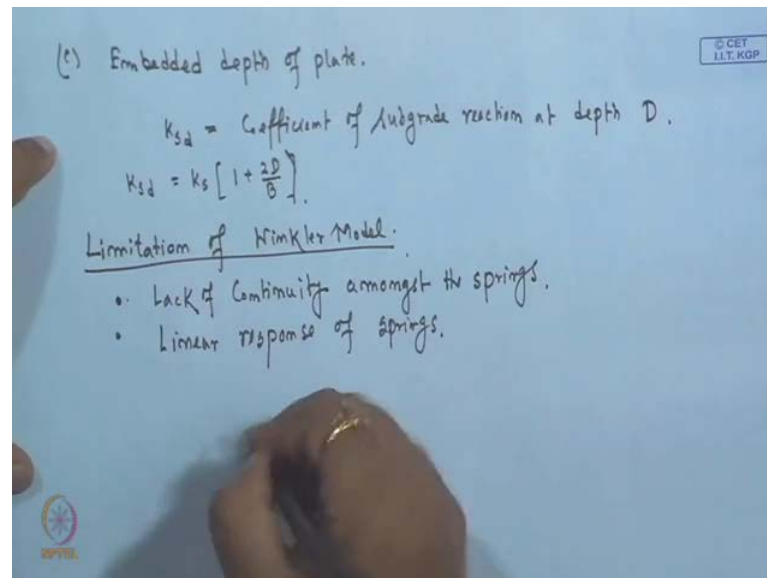 (c) Embedded depth of plate.
© CET
I.I.T. KGP
Ksd = Coefficient of subgrade reaction at depth D.
Ksd = Ks [1 + 2D/B].
Limitation of Winkler Model.
• Lack of Continuity amongst the springs.
• Linear response of springs.
NPTEL